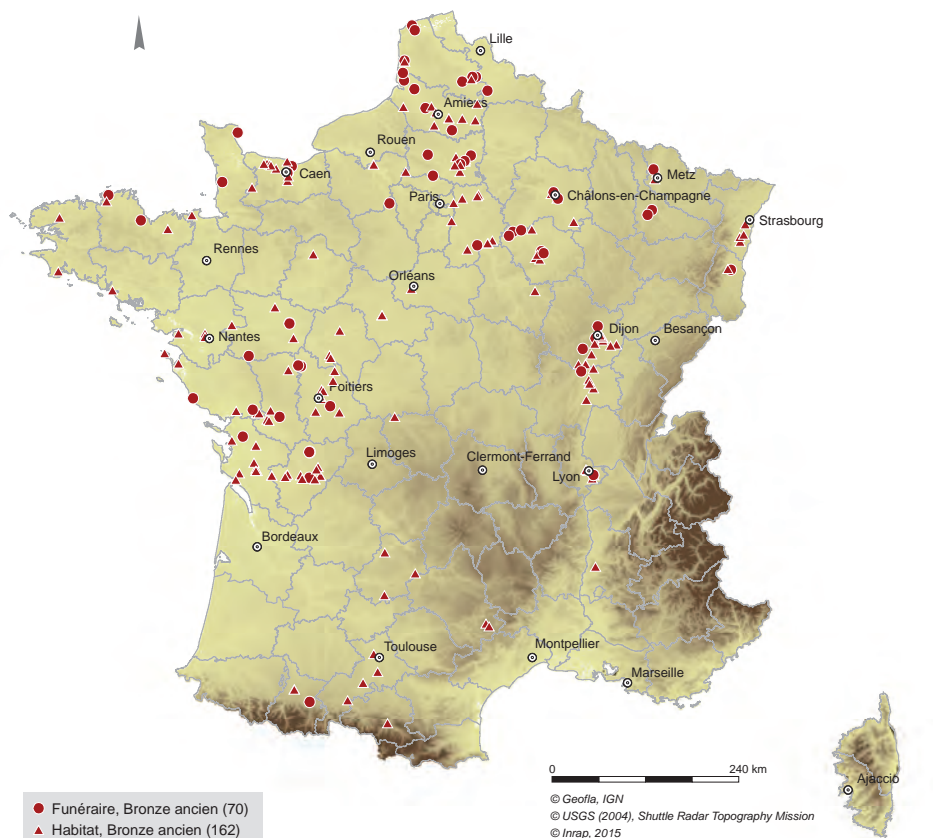 Lille
Amiens
Rouen
Caen
Metz
Châlons-en-Champagne
Paris
Strasbourg
Rennes
Orléans
Dijon
Besançon
Nantes
Poitiers
Limoges
Clermont-Ferrand
Lyon
Bordeaux
Toulouse
Montpellier
Marseille
Ajaccio
0 240 km
© Geofla, IGN
© USGS (2004), Shuttle Radar Topography Mission
© Inrap, 2015
Funéraire, Bronze ancien (70)
Habitat, Bronze ancien (162)